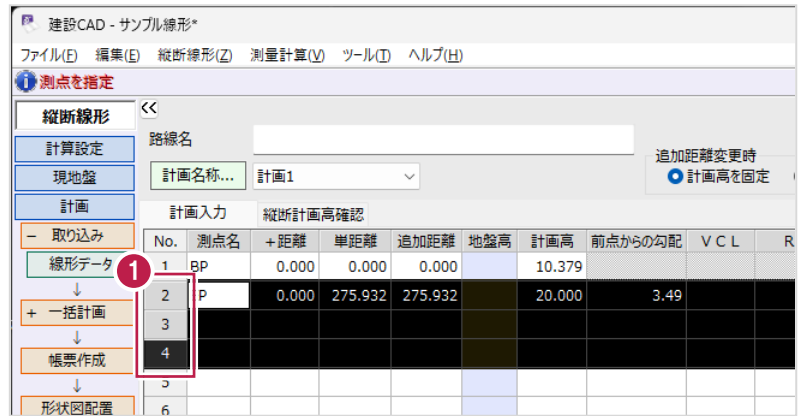 建設CAD - サンプル線形*
ファイル(F) 編集(E) 縦断線形(Z) 測量計算(V) ツール(T) ヘルプ(H)
測点を指定
縦断線形
計算設定
現地盤
計画
− 取り込み
線形データ
↓
+ 一括計画
↓
帳票作成
↓
形状図配置
<<
路線名
追加距離変更時
計画名称... 計画1
計画高を固定
計画入力 縦断計画高確認
No. 測点名 +距離 単距離 追加距離 地盤高 計画高 前点からの勾配 VCL R
1 BP 0.000 0.000 0.000 10.379
1
2 EP 0.000 275.932 275.932 20.000 3.49
3
4
5
6